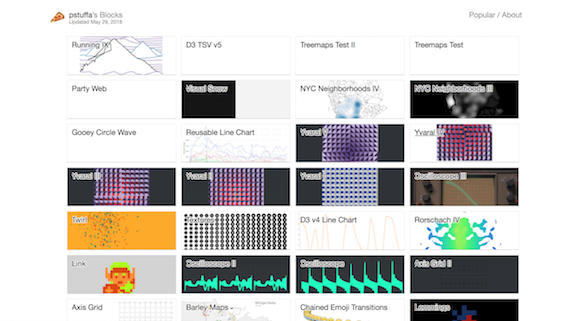 pstuffa's Blocks
Popular / About
Updated May 29, 2018
Running IX
D3 TSV v5
Treemaps Test II
Treemaps Test
Party Web
Visual Snow
NYC Neighborhoods IV
NYC Neighborhoods III
Gooey Circle Wave
Reusable Line Chart
Yvaral V
Yvaral IV
Yvaral III
Yvaral II
Yvaral
Oscilloscope III
Twirl
Textures
D3 v4 Line Chart
Rorschach IV
Link
Oscilloscope II
Oscilloscope
Axis Grid II
Axis Grid
Barley Maps -
Chained Emoji Transitions
Lemmings